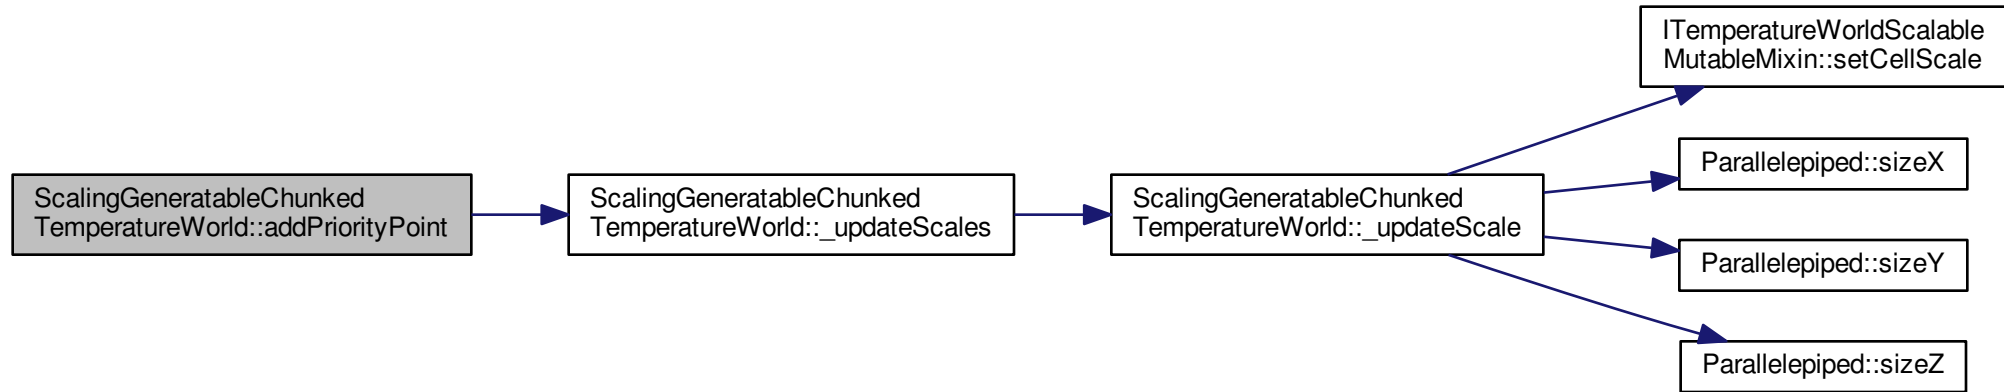 ScalingGeneratableChunked
TemperatureWorld::addPriorityPoint
ScalingGeneratableChunked
TemperatureWorld::_updateScales
ScalingGeneratableChunked
TemperatureWorld::_updateScale
ITemperatureWorldScalable
MutableMixin::setCellScale
Parallelepiped::sizeX
Parallelepiped::sizeY
Parallelepiped::sizeZ